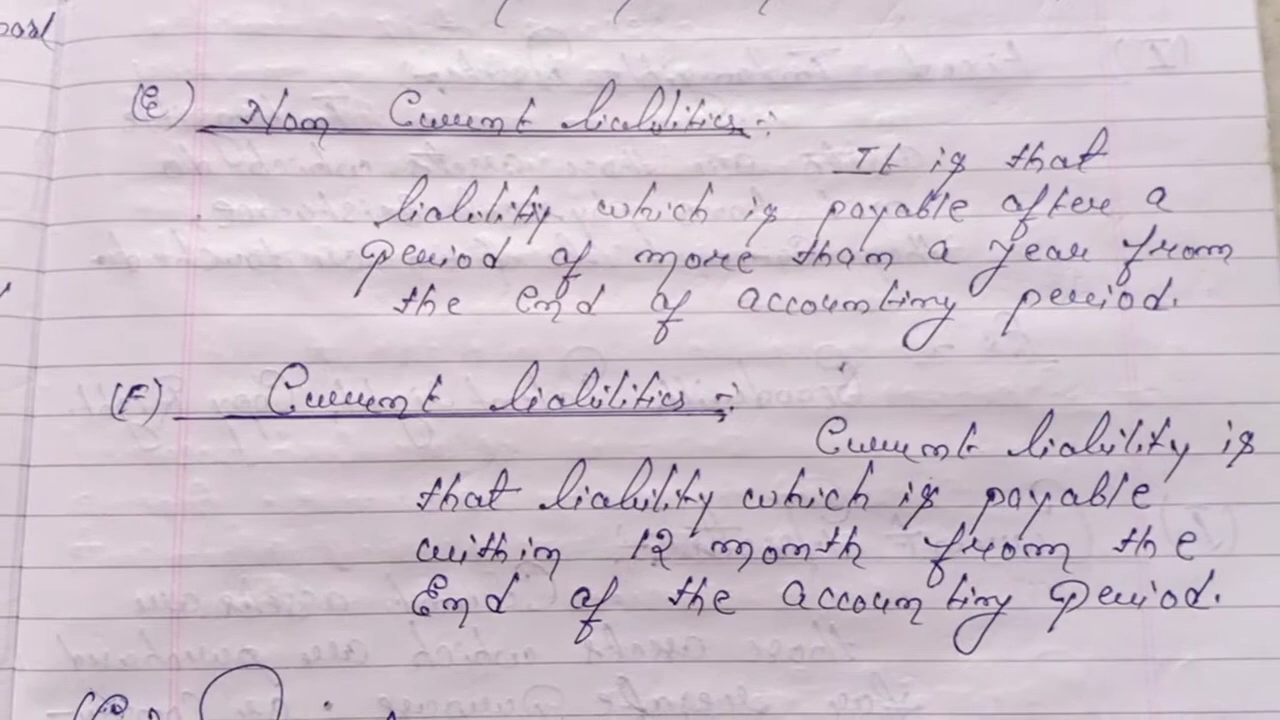 (E) Non Current liabilities :-
It is that
liability which is payable after a
period of more than a year from
the end of accounting period.
(F) Current liabilities :-
Current liability is
that liability which is payable
within 12 month from the
End of the accounting period.